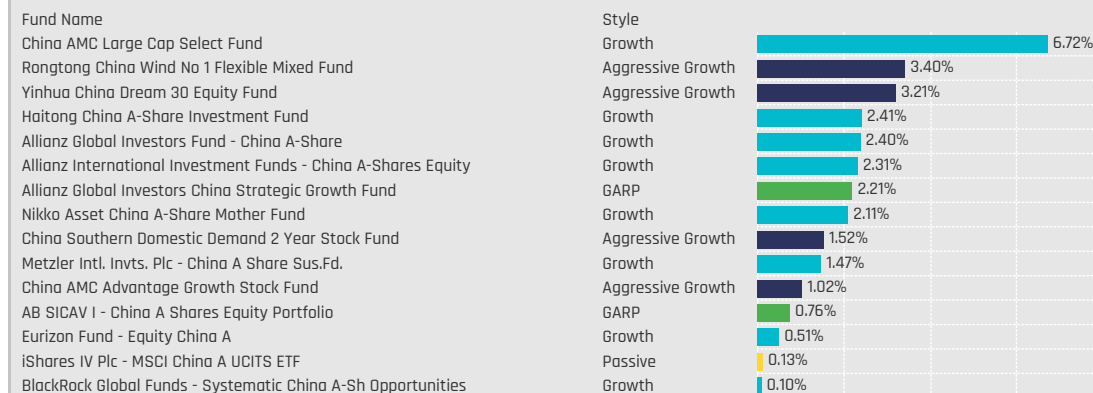 Fund Name Style
China AMC Large Cap Select Fund Growth 6.72%
Rongtong China Wind No 1 Flexible Mixed Fund Aggressive Growth 3.40%
Yinhua China Dream 30 Equity Fund Aggressive Growth 3.21%
Haitong China A-Share Investment Fund Growth 2.41%
Allianz Global Investors Fund - China A-Share Growth 2.40%
Allianz International Investment Funds - China A-Shares Equity Growth 2.31%
Allianz Global Investors China Strategic Growth Fund GARP 2.21%
Nikko Asset China A-Share Mother Fund Growth 2.11%
China Southern Domestic Demand 2 Year Stock Fund Aggressive Growth 1.52%
Metzler Intl. Invts. Plc - China A Share Sus.Fd. Growth 1.47%
China AMC Advantage Growth Stock Fund Aggressive Growth 1.02%
AB SICAV I - China A Shares Equity Portfolio GARP 0.76%
Eurizon Fund - Equity China A Growth 0.51%
iShares IV Plc - MSCI China A UCITS ETF Passive 0.13%
BlackRock Global Funds - Systematic China A-Sh Opportunities Growth 0.10%